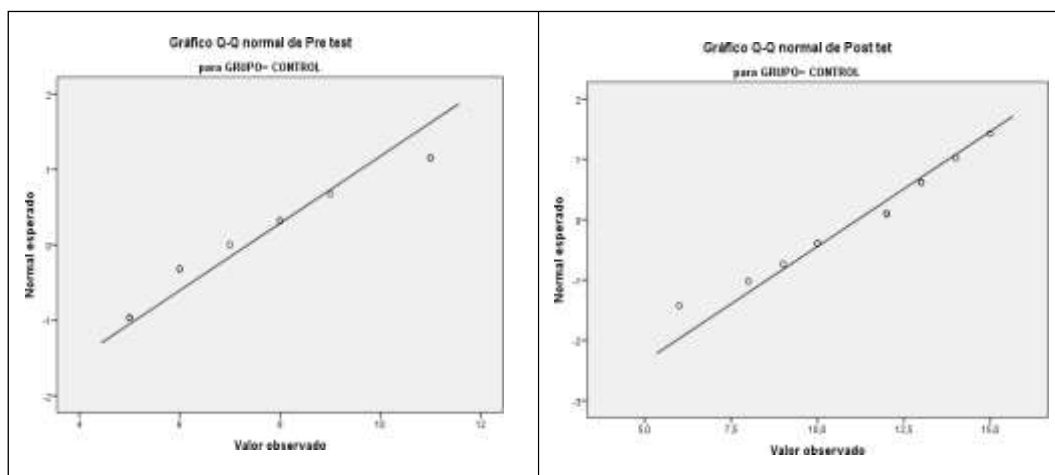 Gráfico Q-Q normal de Pre test
para GRUPO= CONTROL
Normal esperado
2
1
0
-1
-2
4
6
8
10
12
Valor observado
Gráfico Q-Q normal de Post tet
para GRUPO= CONTROL
Normal esperado
2
1
0
-1
-2
-3
5,0
7,5
10,0
12,5
15,0
Valor observado